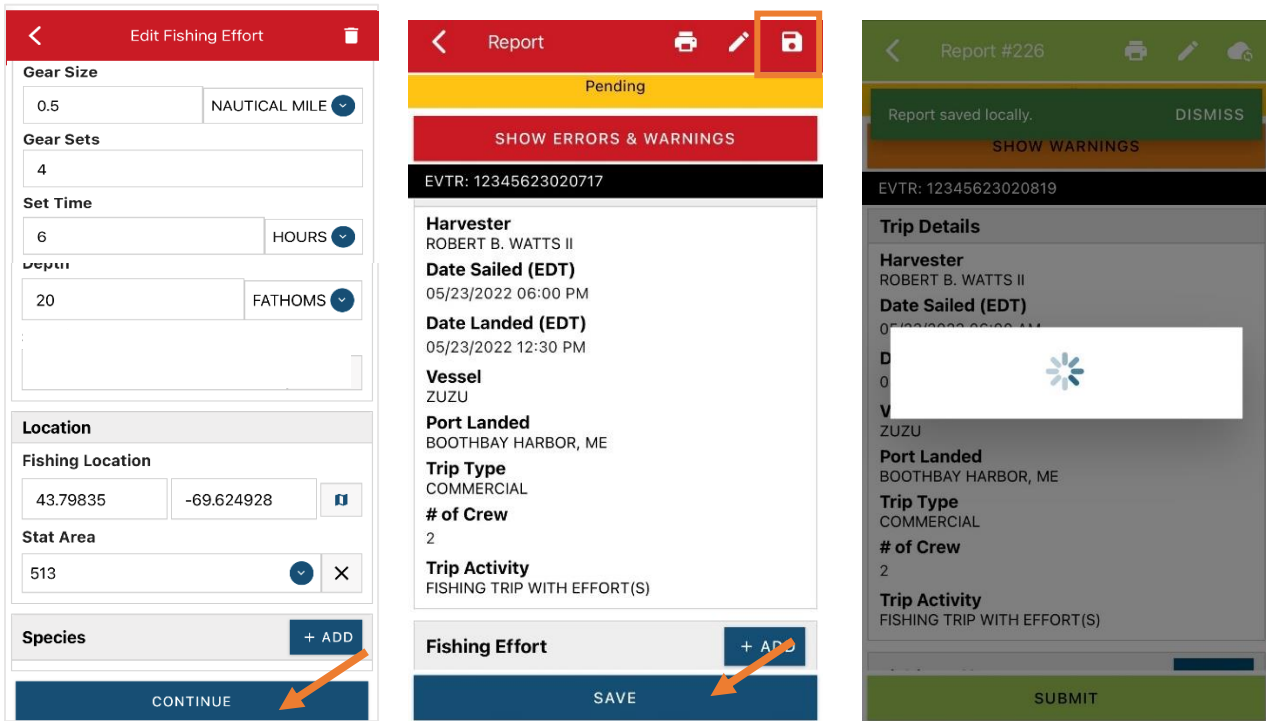 Edit Fishing Effort
Gear Size
0.5
NAUTICAL MILE
Gear Sets
4
Set Time
6
HOURS
Depth
20
FATHOMS
Location
Fishing Location
43.79835
-69.624928
Stat Area
513
Species
+ ADD
CONTINUE
Report
Pending
SHOW ERRORS & WARNINGS
EVTR: 12345623020717
Harvester
ROBERT B. WATTS II
Date Sailed (EDT)
05/23/2022 06:00 PM
Date Landed (EDT)
05/23/2022 12:30 PM
Vessel
ZUZU
Port Landed
BOOTHBAY HARBOR, ME
Trip Type
COMMERCIAL
# of Crew
2
Trip Activity
FISHING TRIP WITH EFFORT(S)
Fishing Effort
+ ADD
SAVE
Report #226
Report saved locally.
DISMISS
SHOW WARNINGS
EVTR: 12345623020819
Trip Details
Harvester
ROBERT B. WATTS II
Date Sailed (EDT)
ZUZU
Port Landed
BOOTHBAY HARBOR, ME
Trip Type
COMMERCIAL
# of Crew
2
Trip Activity
FISHING TRIP WITH EFFORT(S)
SUBMIT